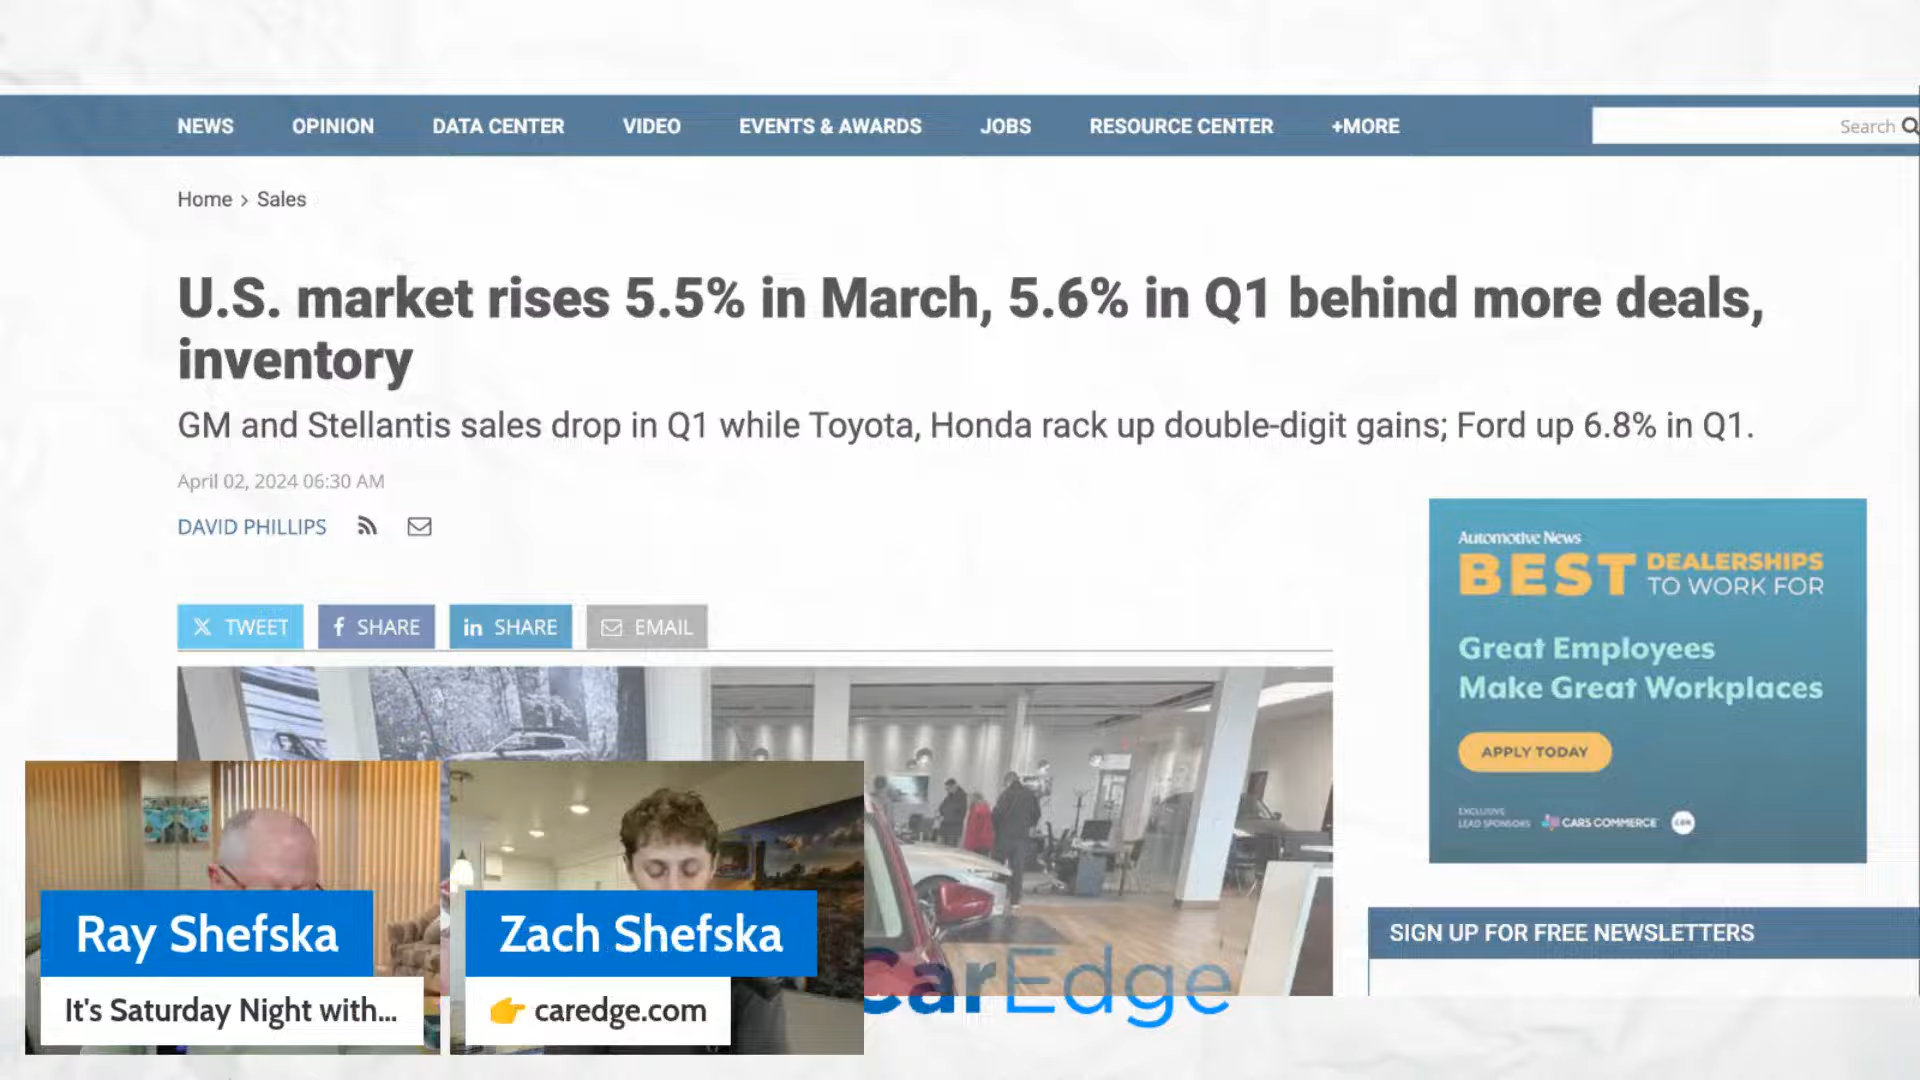 NEWS OPINION DATA CENTER VIDEO EVENTS & AWARDS JOBS RESOURCE CENTER +MORE Search
Home › Sales
U.S. market rises 5.5% in March, 5.6% in Q1 behind more deals,
inventory
GM and Stellantis sales drop in Q1 while Toyota, Honda rack up double-digit gains; Ford up 6.8% in Q1.
April 02, 2024 06:30 AM
DAVID PHILLIPS
TWEET SHARE in SHARE EMAIL
Automotive News
BEST DEALERSHIPS
TO WORK FOR
Great Employees
Make Great Workplaces
APPLY TODAY
EXCLUSIVE
LEAD SPONSORS
CARS COMMERCE
SIGN UP FOR FREE NEWSLETTERS
Ray Shefska
It's Saturday Night with...
Zach Shefska
caredge.com
CarEdge